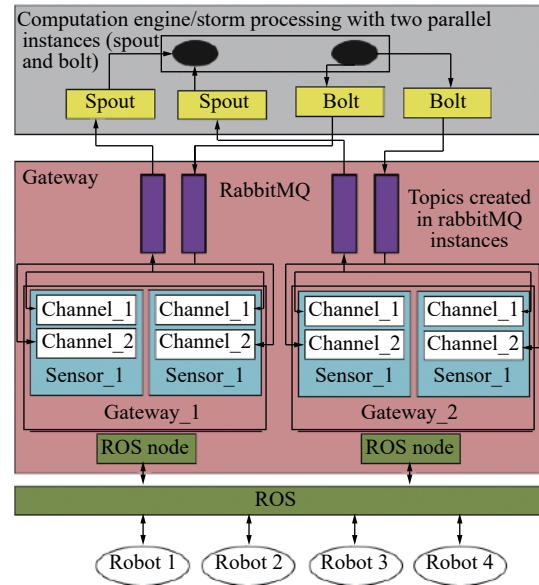 Computation engine/storm processing with two parallel
instances (spout
and bolt)
Spout
Spout
Bolt
Bolt
Gateway
RabbitMQ
Topics created
in rabbitMQ
instances
Channel_1
Channel_2
Sensor_1
Channel_1
Channel_2
Sensor_1
Channel_1
Channel_2
Sensor_1
Channel_1
Channel_2
Sensor_1
Gateway_1
Gateway_2
ROS node
ROS node
ROS
Robot 1
Robot 2
Robot 3
Robot 4